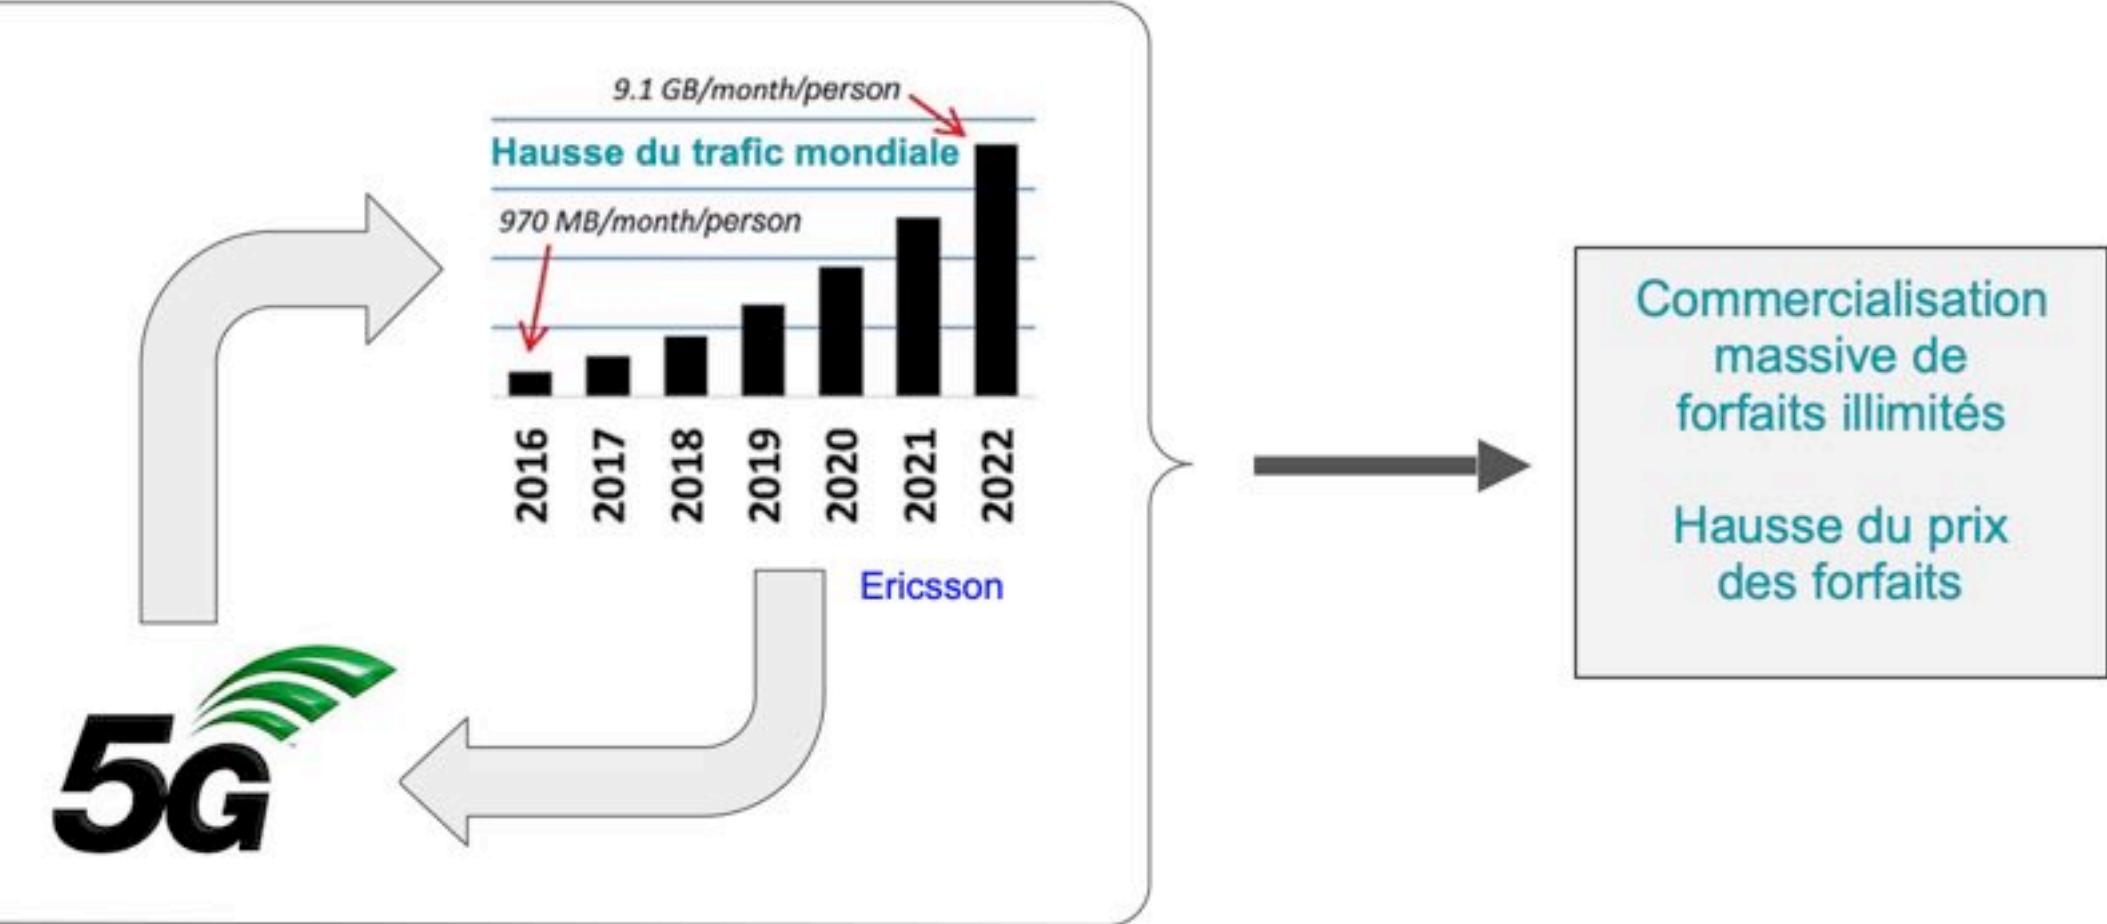 9.1 GB/month/person
Hausse du trafic mondiale
970 MB/month/person
2016
2017
2018
2019
2020
2021
2022
Ericsson
5G
Commercialisation
massive de
forfaits illimités
Hausse du prix
des forfaits